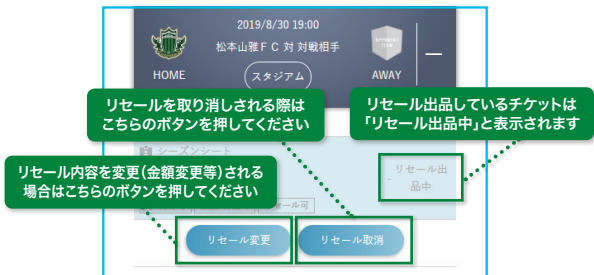 2019/8/30 19:00
松本山雅ＦＣ 対 対戦相手
HOME
スタジアム
AWAY
リセールを取り消しされる際は
こちらのボタンを押してください
リセール出品しているチケットは
「リセール出品中」と表示されます
シーズンシート
リセール出
品中
リセール内容を変更（金額変更等）される
場合はこちらのボタンを押してください
リセール変更
リセール取消